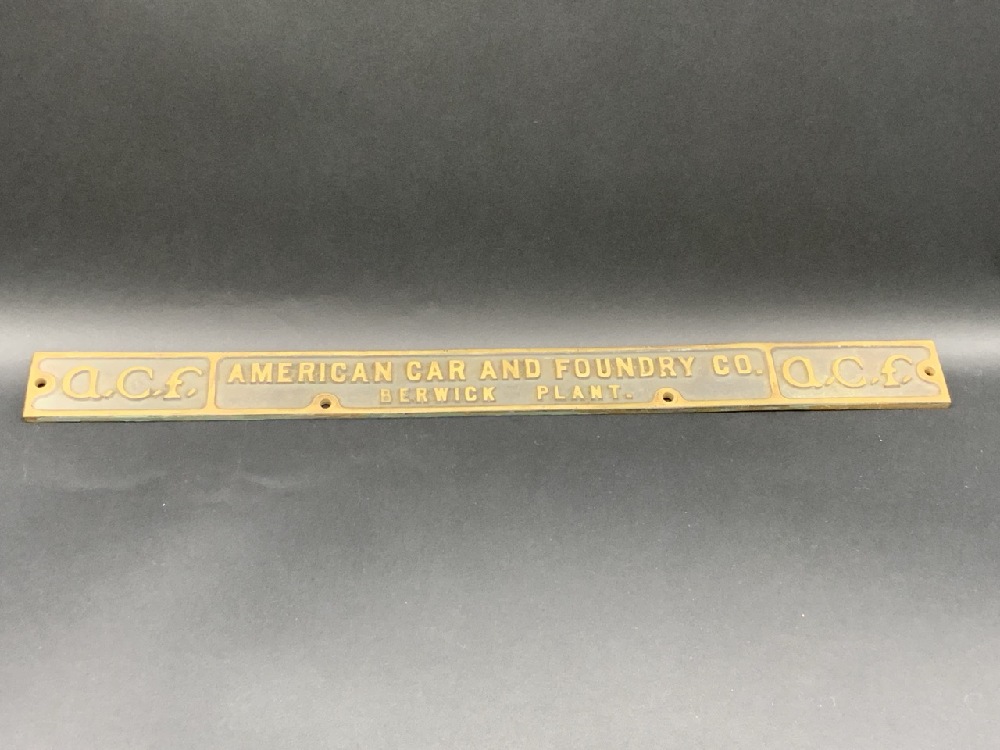 a.C.f. AMERICAN CAR AND FOUNDRY CO. a.C.f.
BERWICK PLANT.